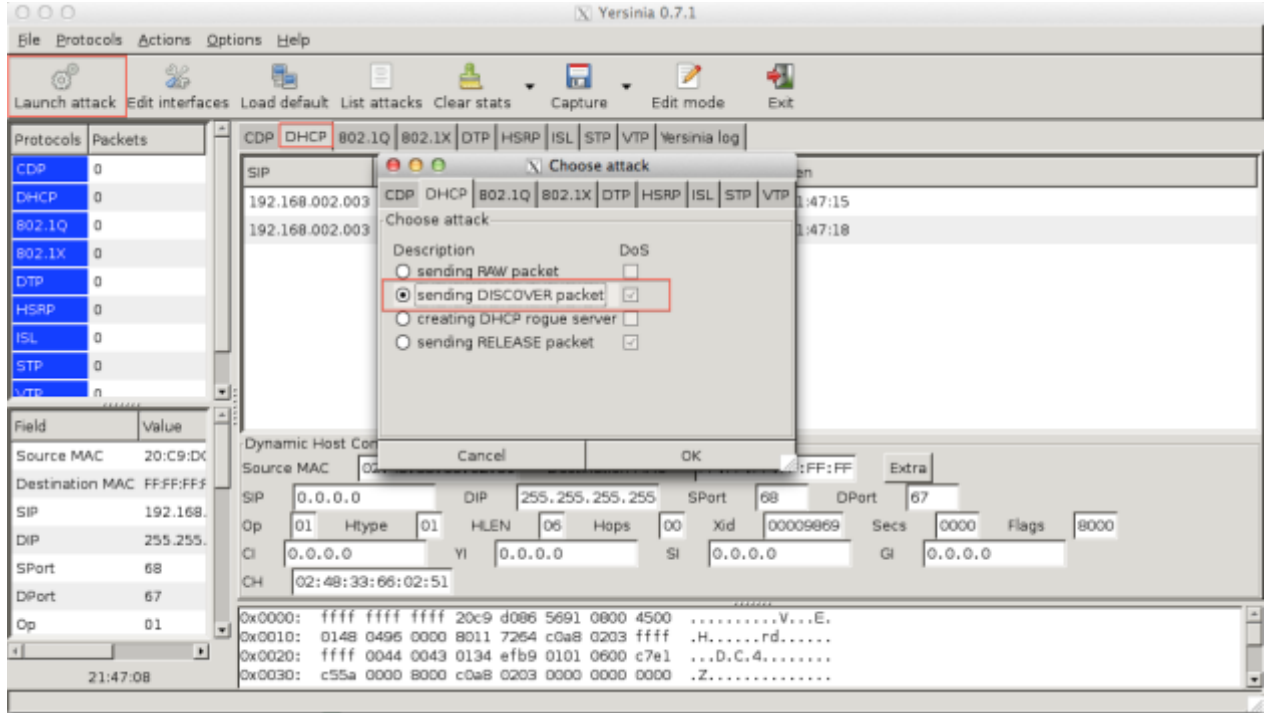 Yersinia 0.7.1
File Protocols Actions Options Help
Launch attack Edit interfaces Load default List attacks Clear stats Capture Edit mode Exit
Protocols Packets
CDP 0
DHCP 0
802.1Q 0
802.1X 0
DTP 0
HSRP 0
ISL 0
STP 0
VTP 0
CDP DHCP 802.1Q 802.1X DTP HSRP ISL STP VTP Yersinia log
SIP
192.168.002.003 1:47:15
192.168.002.003 1:47:18
Choose attack
CDP DHCP 802.1Q 802.1X DTP HSRP ISL STP VTP
Choose attack
Description DoS
sending RAW packet
sending DISCOVER packet
creating DHCP rogue server
sending RELEASE packet
Cancel OK
Field Value
Source MAC 20:C9:D0
Destination MAC FF:FF:FF:F
SIP 192.168.
DIP 255.255.
SPort 68
DPort 67
Op 01
21:47:08
Dynamic Host Con
Source MAC :FF:FF Extra
SIP 0.0.0.0 DIP 255.255.255.255 SPort 68 DPort 67
Op 01 Htype 01 HLEN 06 Hops 00 Xid 00009869 Secs 0000 Flags 8000
CI 0.0.0.0 YI 0.0.0.0 SI 0.0.0.0 GI 0.0.0.0
CH 02:48:33:66:02:51
0x0000: ffff ffff ffff 20c9 d086 5691 0800 4500 ..........V...E.
0x0010: 0148 0496 0000 8011 7264 c0a8 0203 ffff .H......rd......
0x0020: ffff 0044 0043 0134 efb9 0101 0600 c7e1 ...D.C.4........
0x0030: c55a 0000 8000 c0a8 0203 0000 0000 0000 .Z..............